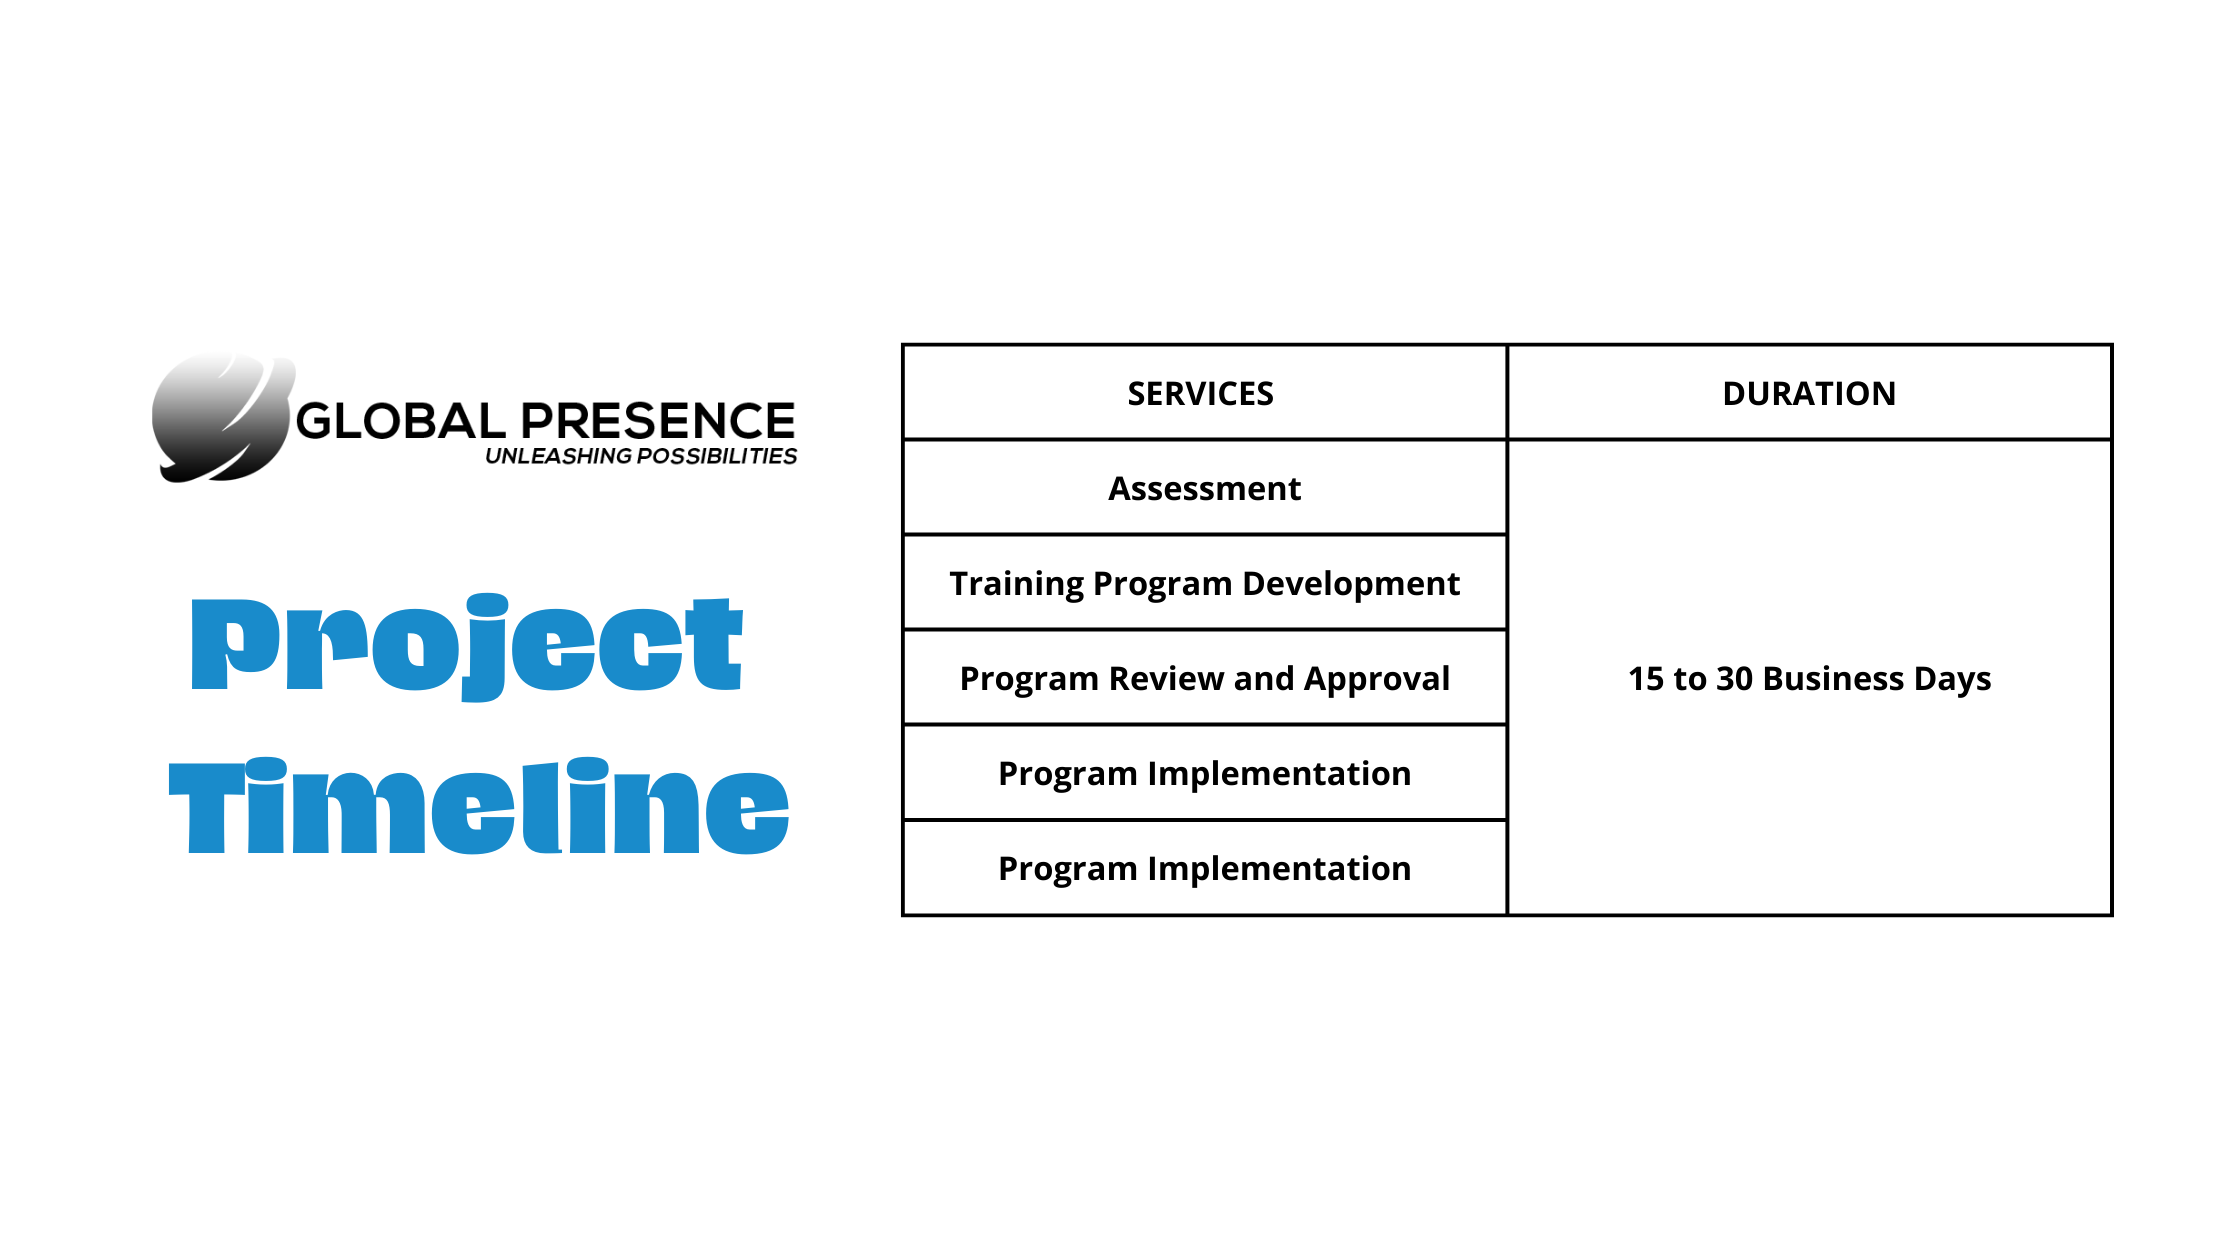 GLOBAL PRESENCE
UNLEASHING POSSIBILITIES
Project
Timeline
SERVICES
DURATION
Assessment
Training Program Development
Program Review and Approval
15 to 30 Business Days
Program Implementation
Program Implementation